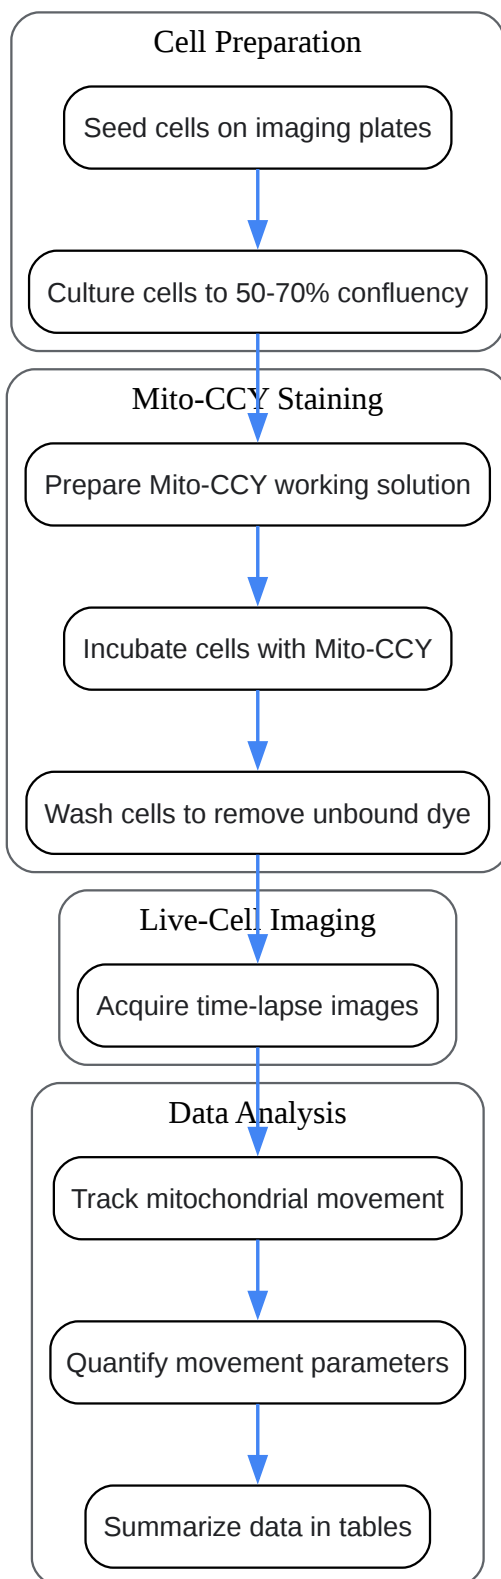 Cell Preparation
Seed cells on imaging plates
Culture cells to 50-70% confluency
Mito-CCY Staining
Prepare Mito-CCY working solution
Incubate cells with Mito-CCY
Wash cells to remove unbound dye
Live-Cell Imaging
Acquire time-lapse images
Data Analysis
Track mitochondrial movement
Quantify movement parameters
Summarize data in tables